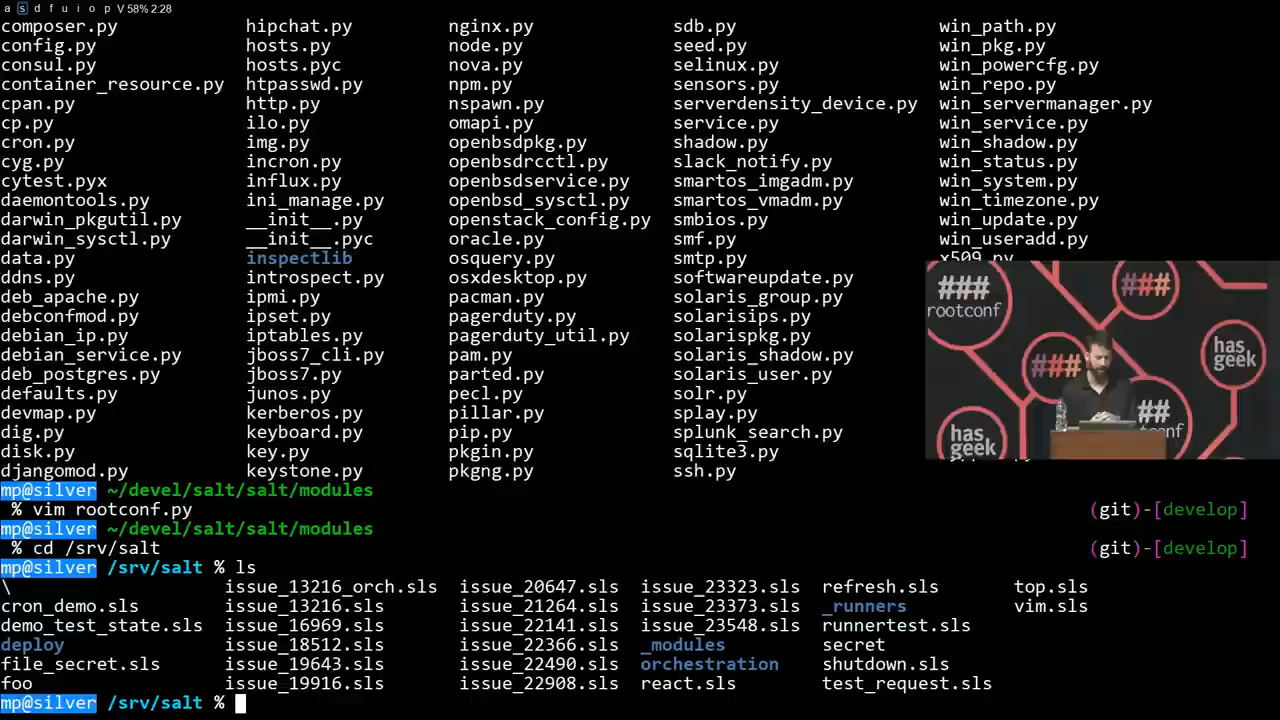 a s d f u i o p V 58% 2:28
composer.py hipchat.py nginx.py sdb.py win_path.py
config.py hosts.py node.py seed.py win_pkg.py
consul.py hosts.pyc nova.py selinux.py win_powercfg.py
container_resource.py htpasswd.py npm.py sensors.py win_repo.py
cpan.py http.py nspawn.py serverdensity_device.py win_servermanager.py
cp.py ilo.py omapi.py service.py win_service.py
cron.py img.py openbsdpkg.py shadow.py win_shadow.py
cyg.py incron.py openbsdrcctl.py slack_notify.py win_status.py
cytest.pyx influx.py openbsdservice.py smartos_imgadm.py win_system.py
daemontools.py ini_manage.py openbsd_sysctl.py smartos_vmadm.py win_timezone.py
darwin_pkgutil.py __init__.py openstack_config.py smbios.py win_update.py
darwin_sysctl.py __init__.pyc oracle.py smf.py win_useradd.py
data.py inspectlib osquery.py smtp.py x509.py
ddns.py introspect.py osxdesktop.py softwareupdate.py
deb_apache.py ipmi.py pacman.py solaris_group.py
debconfmod.py ipset.py pagerduty.py solarisips.py
debian_ip.py iptables.py pagerduty_util.py solarispkg.py
debian_service.py jboss7_cli.py pam.py solaris_shadow.py
deb_postgres.py jboss7.py parted.py solaris_user.py
defaults.py junos.py pecl.py solr.py
devmap.py kerberos.py pillar.py splay.py
dig.py keyboard.py pip.py splunk_search.py
disk.py key.py pkgin.py sqlite3.py
djangomod.py keystone.py pkgng.py ssh.py
###
rootconf
###
###
has
geek
##
has
geek
mp@silver ~/devel/salt/salt/modules
% vim rootconf.py (git)-[develop]
mp@silver ~/devel/salt/salt/modules
% cd /srv/salt (git)-[develop]
mp@silver /srv/salt % ls
\ issue_13216_orch.sls issue_20647.sls issue_23323.sls refresh.sls top.sls
cron_demo.sls issue_13216.sls issue_21264.sls issue_23373.sls _runners vim.sls
demo_test_state.sls issue_16969.sls issue_22141.sls issue_23548.sls runnertest.sls
deploy issue_18512.sls issue_22366.sls _modules secret
file_secret.sls issue_19643.sls issue_22490.sls orchestration shutdown.sls
foo issue_19916.sls issue_22908.sls react.sls test_request.sls
mp@silver /srv/salt %